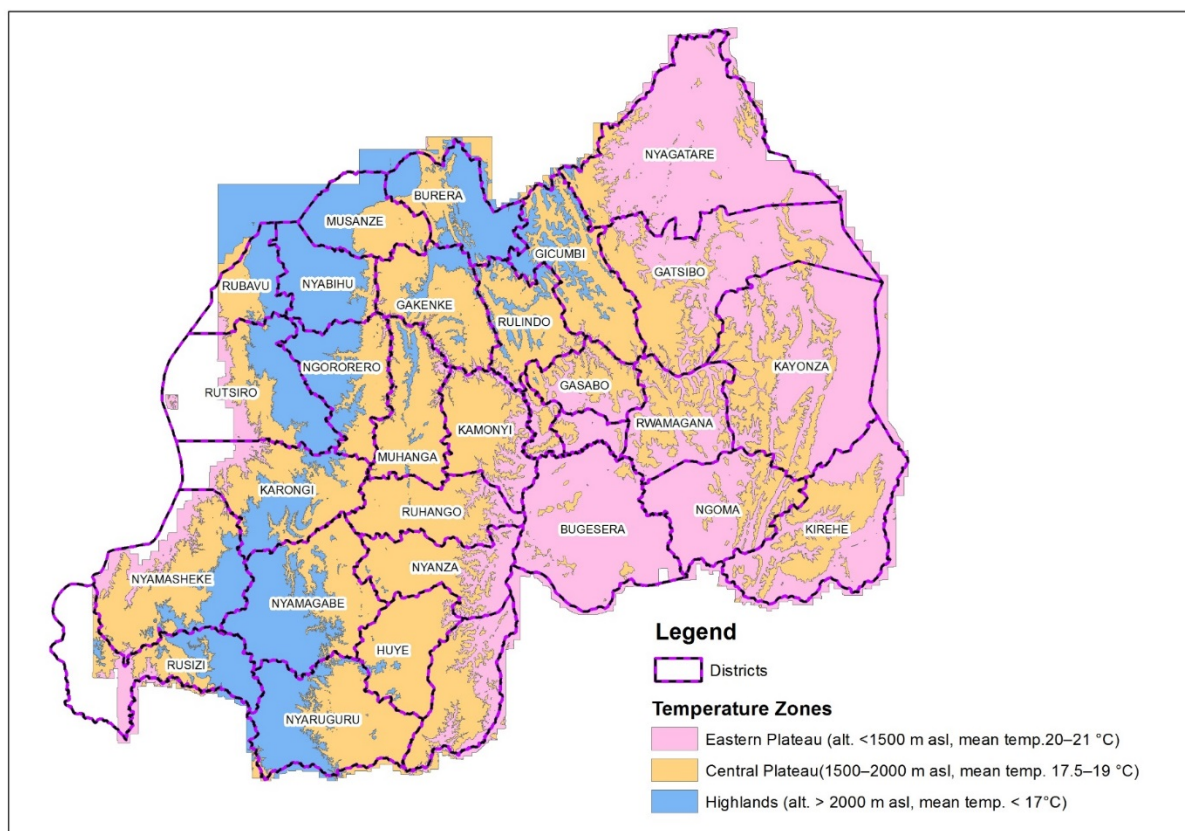 NYAGATARE
BURERA
MUSANZE
GICUMBI
GATSIBO
RUBAVU
NYABIHU
GAKENKE
RULINDO
NGORORERO
KAYONZA
GASABO
RUTSIRO
RWAMAGANA
KAMONYI
MUHANGA
KARONGI
NGOMA
RUHANGO
KIREHE
BUGESERA
NYANZA
NYAMASHEKE
NYAMAGABE
HUYE
RUSIZI
NYARUGURU
Legend
Districts
Temperature Zones
Eastern Plateau (alt. <1500 m asl, mean temp.20–21 °C)
Central Plateau(1500–2000 m asl, mean temp. 17.5–19 °C)
Highlands (alt. > 2000 m asl, mean temp. < 17°C)